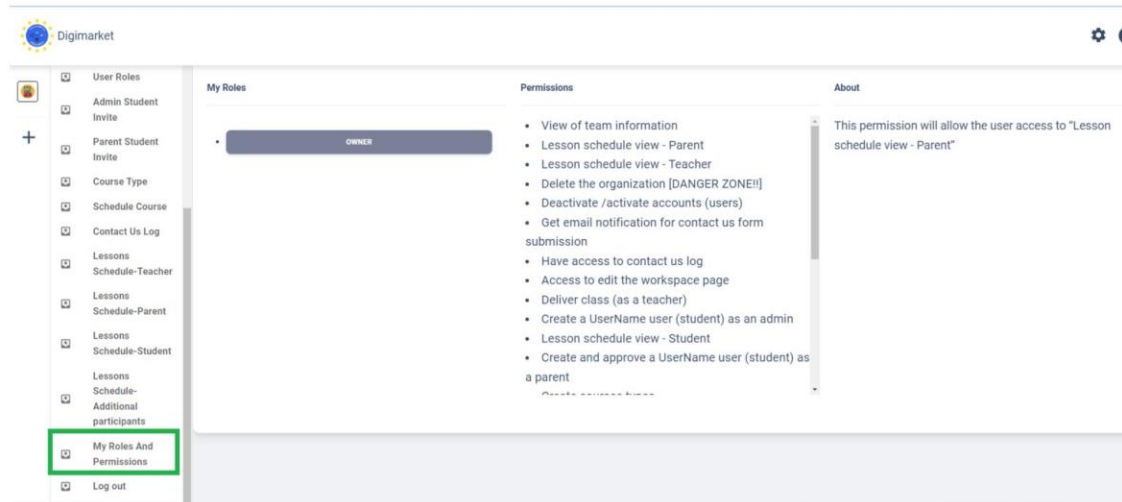 Digimarket
User Roles
Admin Student
Invite
Parent Student
Invite
Course Type
Schedule Course
Contact Us Log
Lessons
Schedule-Teacher
Lessons
Schedule-Parent
Lessons
Schedule-Student
Lessons
Schedule-
Additional
participants
My Roles And
Permissions
Log out
My Roles
• OWNER
Permissions
• View of team information
• Lesson schedule view - Parent
• Lesson schedule view - Teacher
• Delete the organization [DANGER ZONE!!]
• Deactivate /activate accounts (users)
• Get email notification for contact us form
submission
• Have access to contact us log
• Access to edit the workspace page
• Deliver class (as a teacher)
• Create a UserName user (student) as an admin
• Lesson schedule view - Student
• Create and approve a UserName user (student) as
a parent
Create courses types
About
This permission will allow the user access to "Lesson
schedule view - Parent"